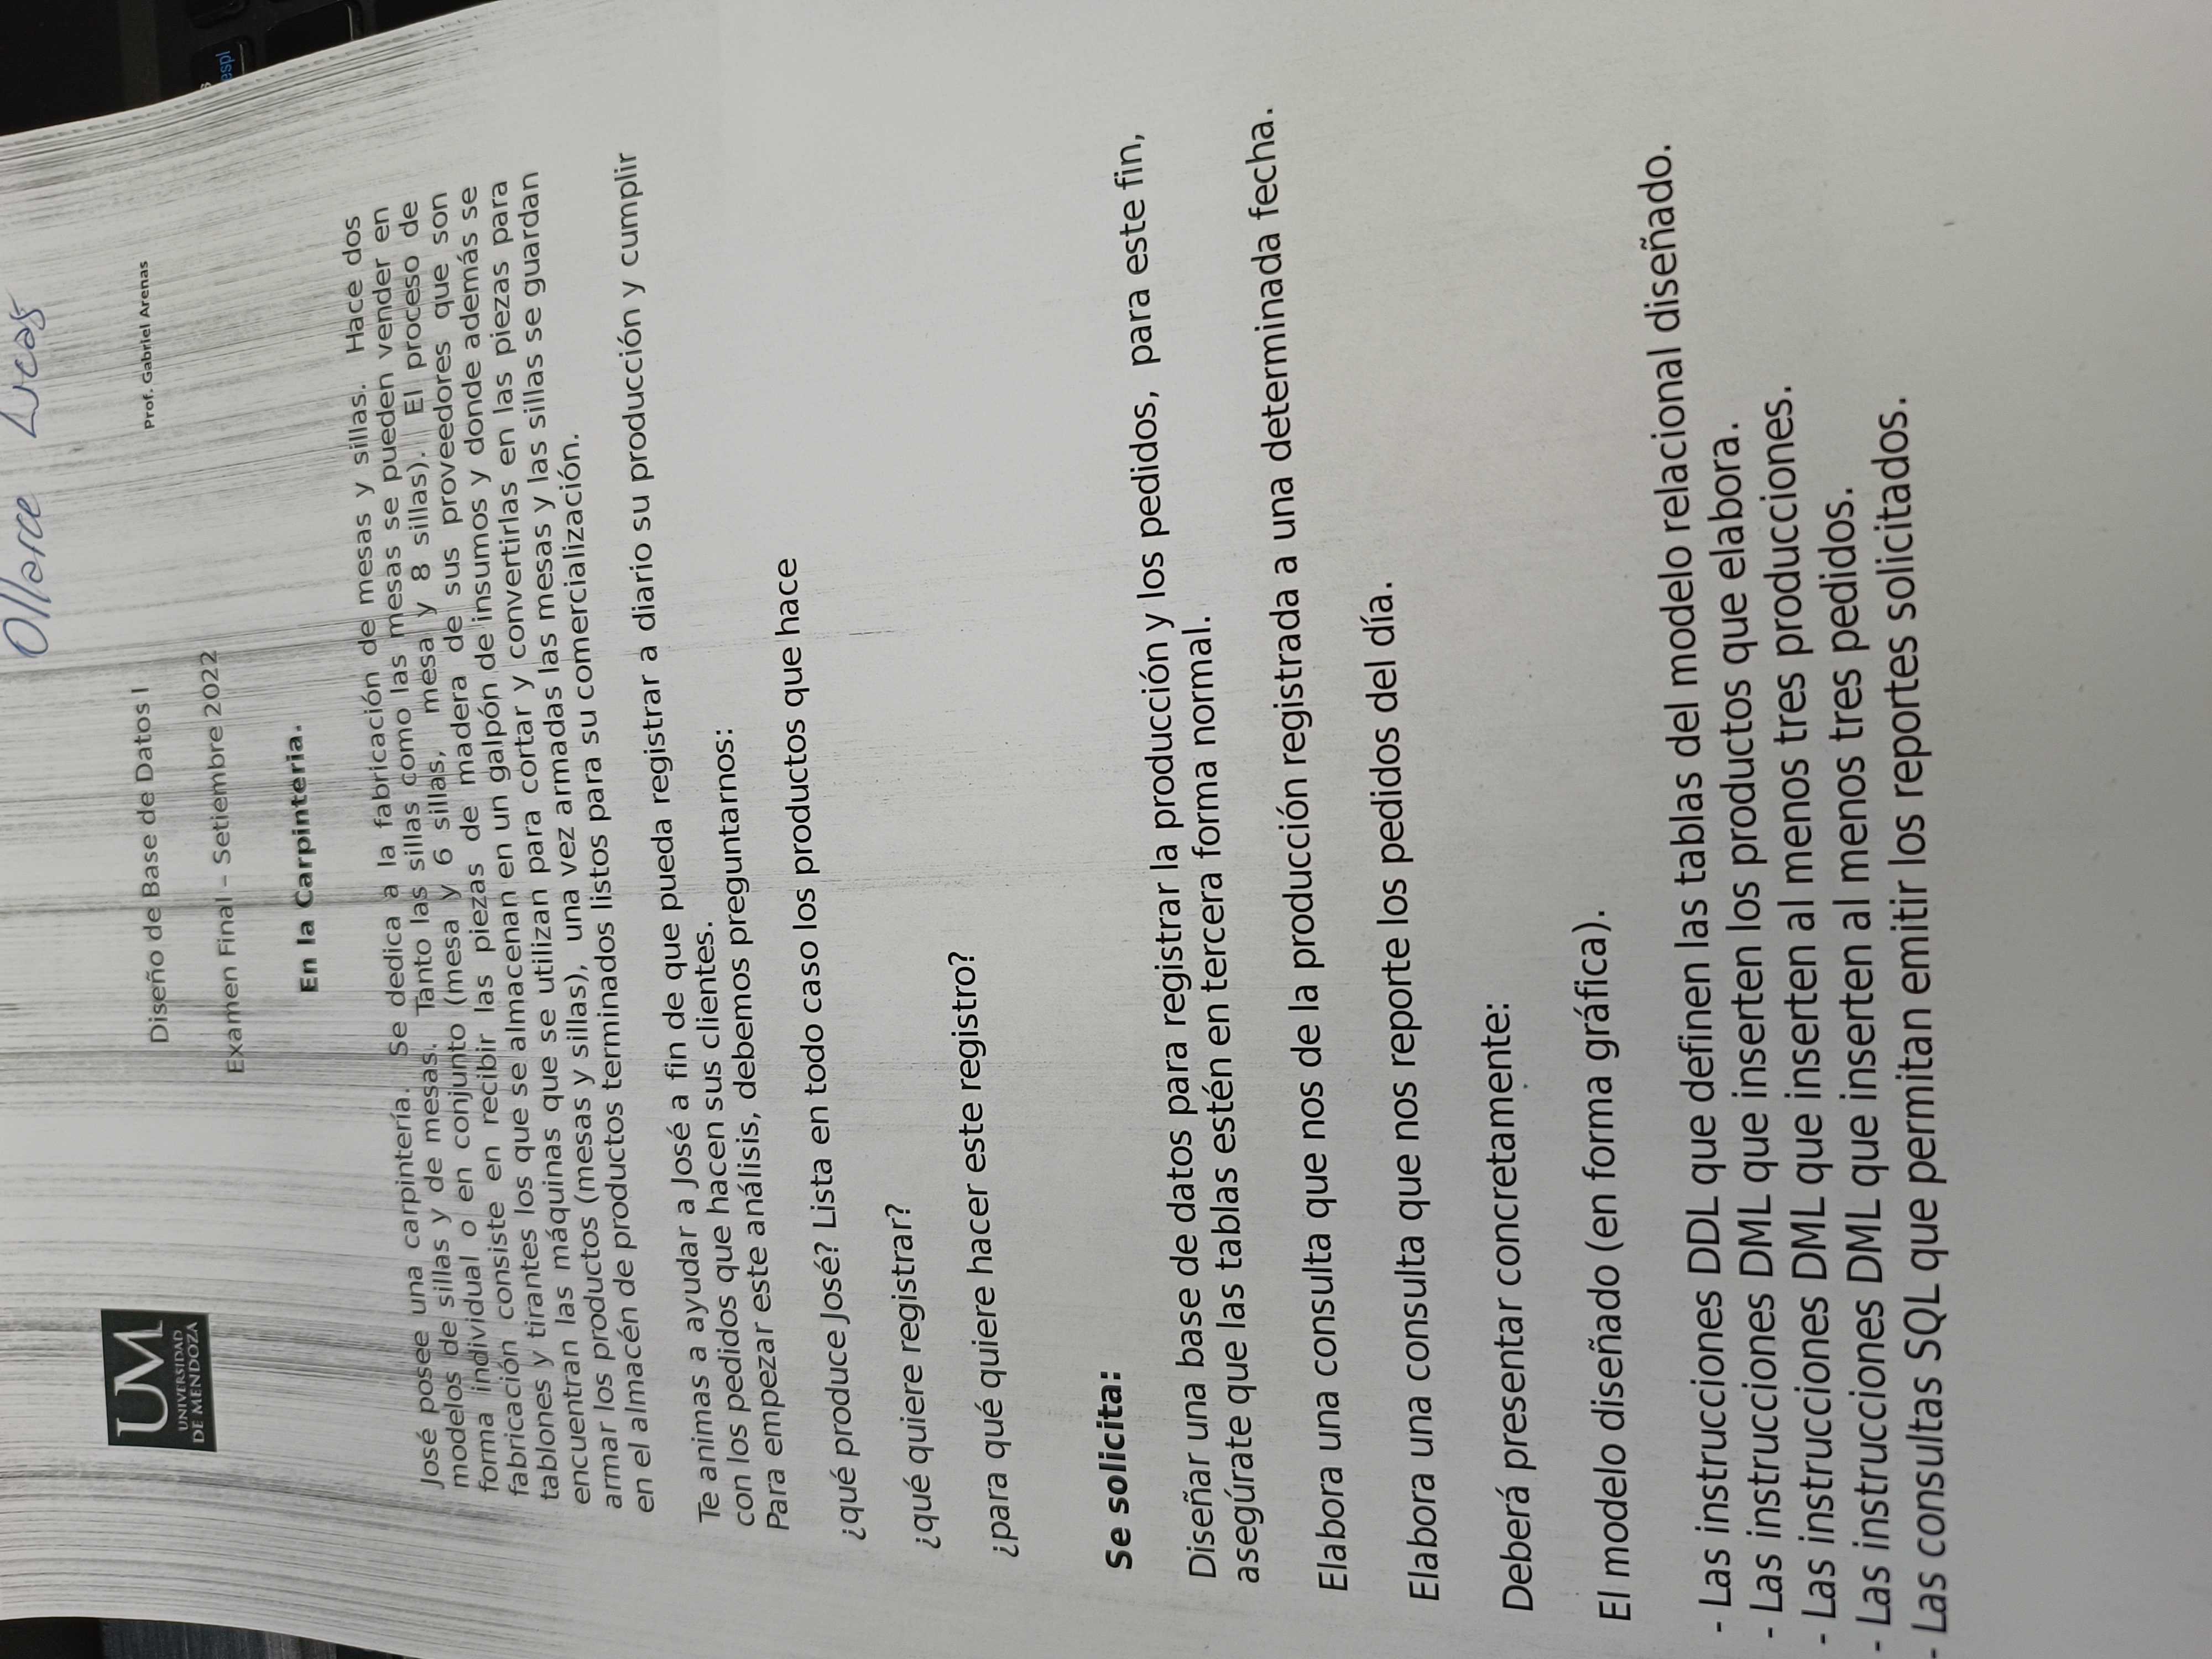 Ollarce Lucas
UM
UNIVERSIDAD
DE MENDOZA
Diseño de Base de Datos I
Prof. Gabriel Arenas
Examen Final – Setiembre 2022
En la Carpinteria.
José posee una carpintería. Se dedica a la fabricación de mesas y sillas. Hace dos
modelos de sillas y de mesas. Tanto las sillas como las mesas se pueden vender en
forma individual o en conjunto (mesa y 6 sillas, mesa y 8 sillas). El proceso de
fabricación consiste en recibir las piezas de madera de sus proveedores que son
tablones y tirantes los que se almacenan en un galpón de insumos y donde además se
encuentran las máquinas que se utilizan para cortar y convertirlas en las piezas para
armar los productos (mesas y sillas), una vez armadas las mesas y las sillas se guardan
en el almacén de productos terminados listos para su comercialización.
Te animas a ayudar a José a fin de que pueda registrar a diario su producción y cumplir
con los pedidos que hacen sus clientes.
Para empezar este análisis, debemos preguntarnos:
¿qué produce José? Lista en todo caso los productos que hace
¿qué quiere registrar?
¿para qué quiere hacer este registro?
Se solicita:
Diseñar una base de datos para registrar la producción y los pedidos, para este fin,
asegúrate que las tablas estén en tercera forma normal.
Elabora una consulta que nos de la producción registrada a una determinada fecha.
Elabora una consulta que nos reporte los pedidos del día.
Deberá presentar concretamente:
El modelo diseñado (en forma gráfica).
- Las instrucciones DDL que definen las tablas del modelo relacional diseñado.
- Las instrucciones DML que inserten los productos que elabora.
- Las instrucciones DML que inserten al menos tres producciones.
- Las instrucciones DML que inserten al menos tres pedidos.
- Las consultas SQL que permitan emitir los reportes solicitados.